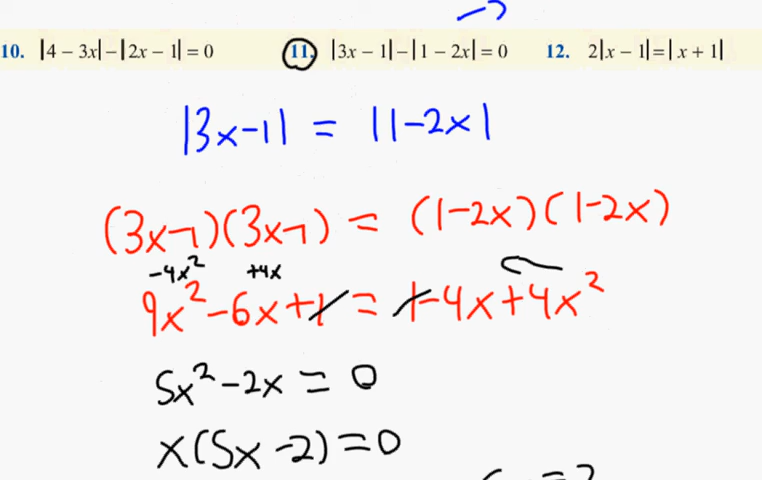 10. |4 − 3x|−|2x − 1| = 0 11. |3x − 1|−|1 − 2x| = 0 12. 2|x − 1|=|x + 1|
|3x-1| = |1-2x|
(3x-1)(3x-1) = (1-2x)(1-2x)
-4x² +4x
9x²-6x+1 = 1-4x+4x²
5x²-2x = 0
x(5x-2)=0